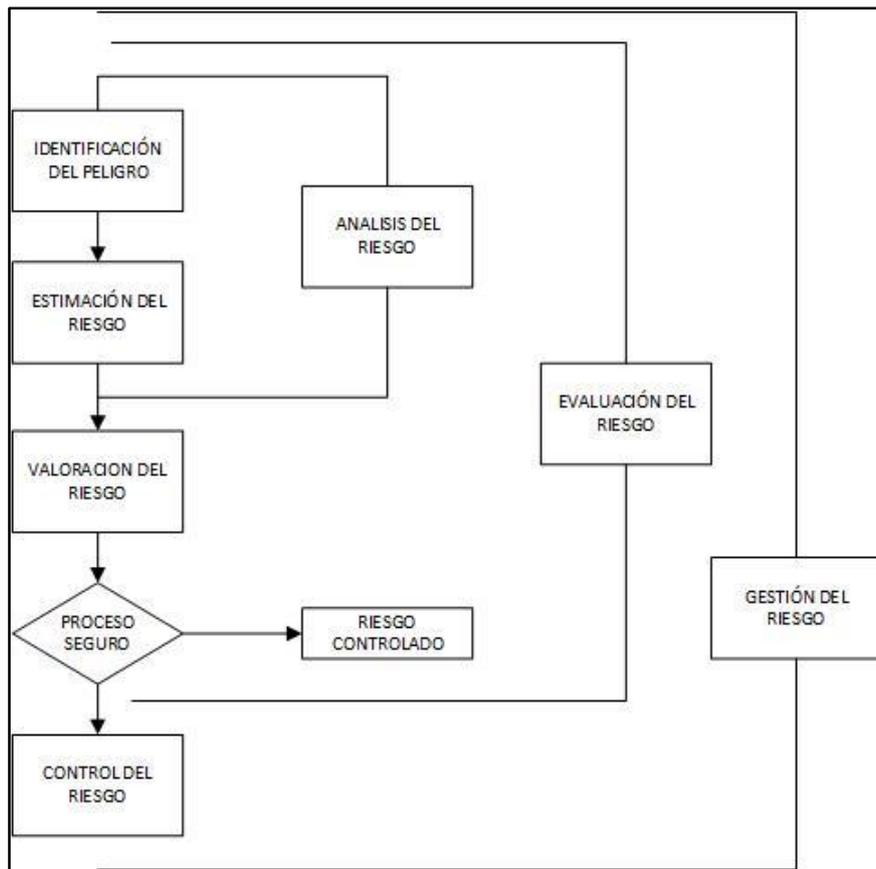 IDENTIFICACIÓN
DEL PELIGRO
ANALISIS DEL
RIESGO
ESTIMACIÓN DEL
RIESGO
EVALUACIÓN DEL
RIESGO
VALORACION DEL
RIESGO
GESTIÓN DEL
RIESGO
PROCESO
SEGURO
RIESGO
CONTROLADO
CONTROL DEL
RIESGO